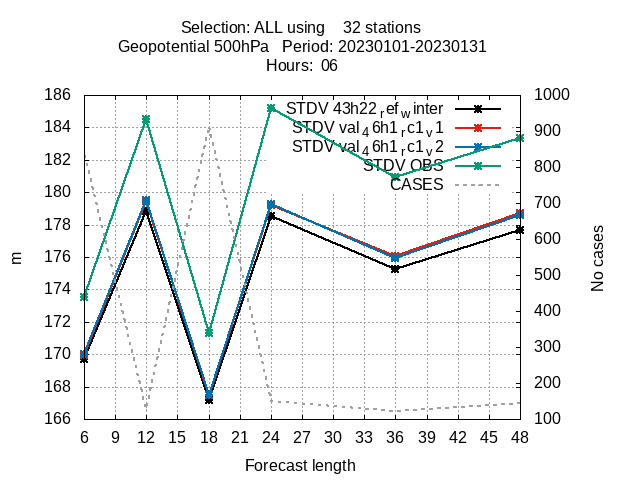 Selection: ALL using 32 stations
Geopotential 500hPa Period: 20230101-20230131
Hours: 06
186
184
182
180
178
176
174
172
170
168
166
m
STDV 43h22refwinter
STDV val46h1rc1v1
STDV val46h1rc1v2
STDV OBS
CASES
1000
900
800
700
600
500
400
300
200
100
No cases
6 9 12 15 18 21 24 27 30 33 36 39 42 45 48
Forecast length